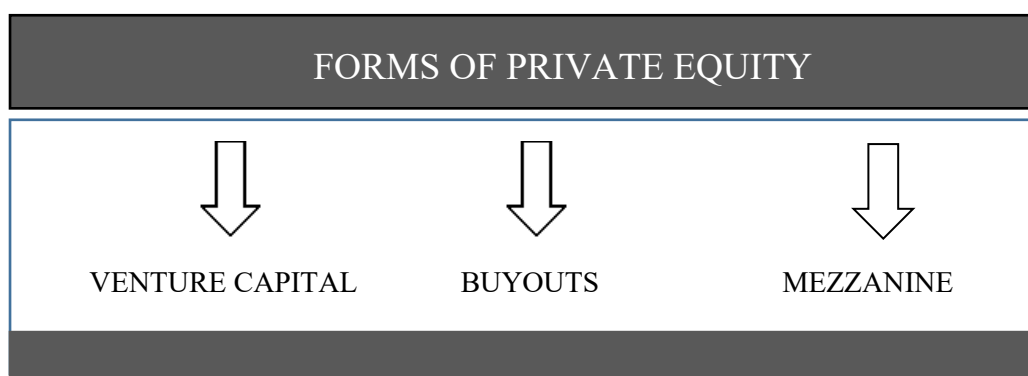 FORMS OF PRIVATE EQUITY
VENTURE CAPITAL BUYOUTS MEZZANINE